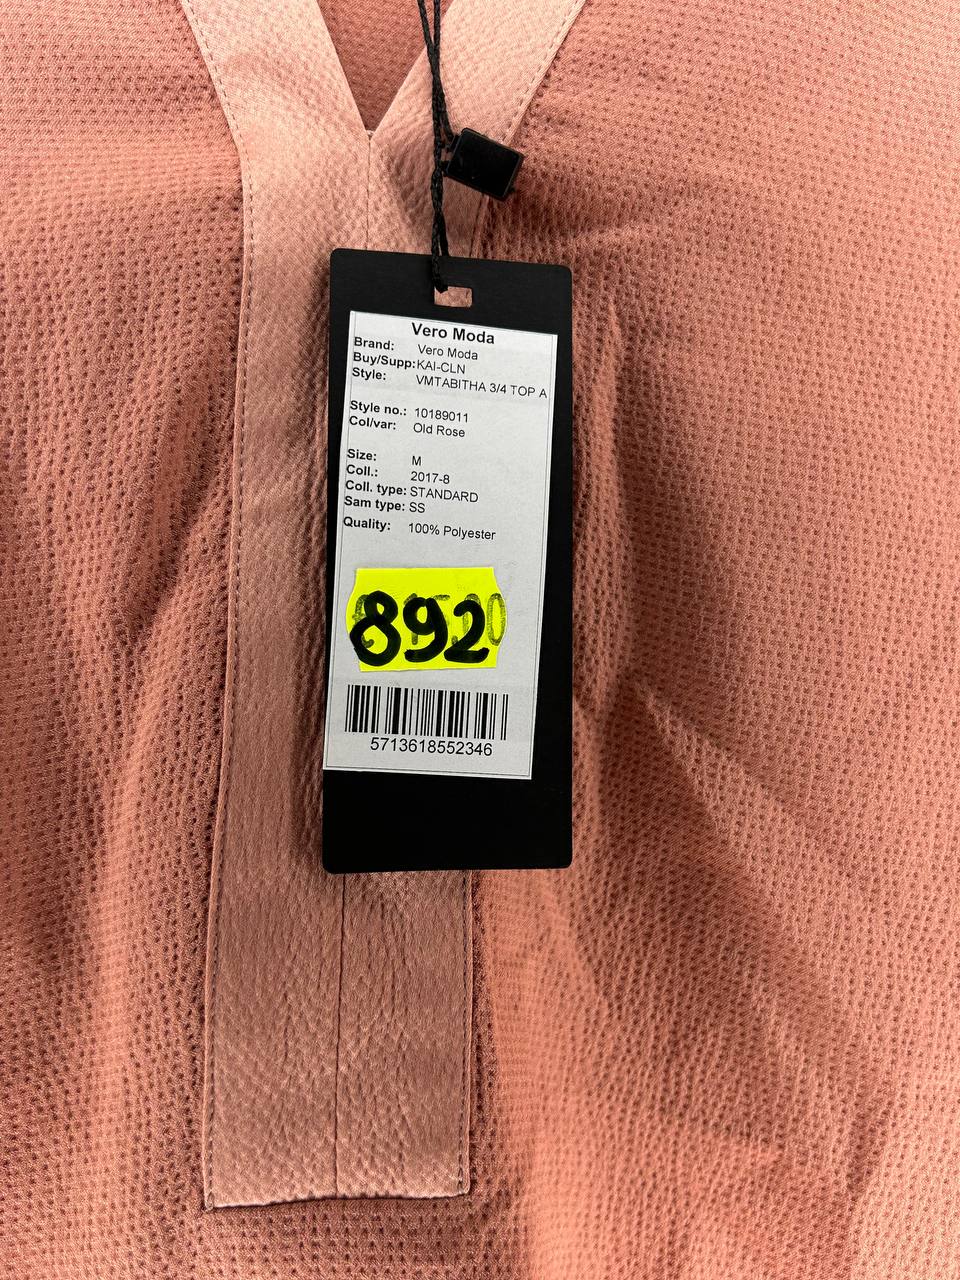 Vero Moda
Brand: Vero Moda
Buy/Supp: KAI-CLN
Style: VMTABITHA 3/4 TOP A
Style no.: 10189011
Col/var: Old Rose
Size: M
Coll.: 2017-8
Coll. type: STANDARD
Sam type: SS
Quality: 100% Polyester
892
5713618552346